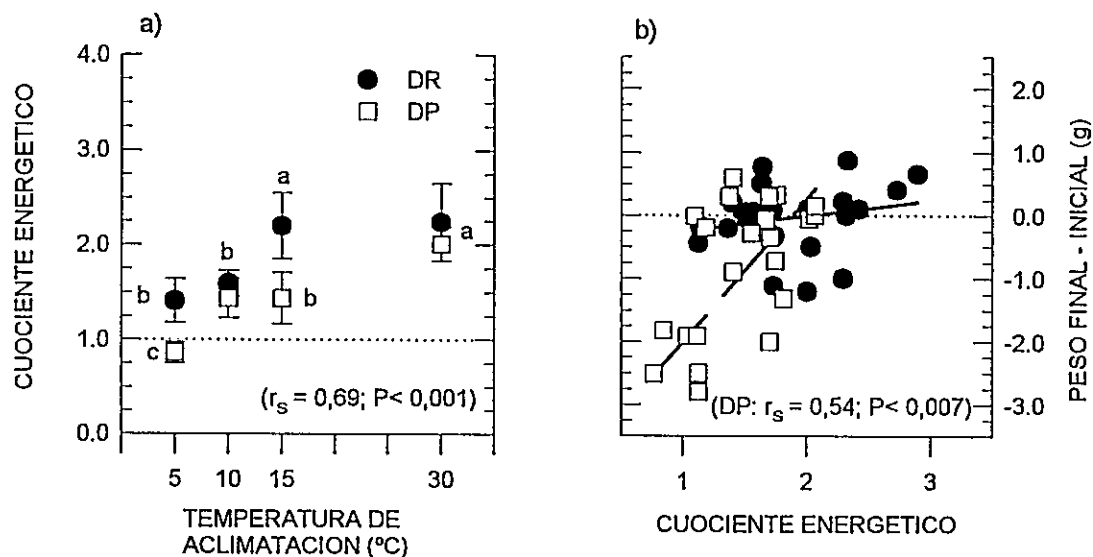 a)
CUOCIENTE ENERGETICO
4.0
3.0
2.0
1.0
0.0
DR
DP
b
c
b
a
b
a
(rs = 0,69; P< 0,001)
5 10 15 30
TEMPERATURA DE
ACLIMATACION (ºC)
b)
2.0
1.0
0.0
-1.0
-2.0
-3.0
PESO FINAL - INICIAL (g)
(DP: rs = 0,54; P< 0,007)
1 2 3
CUOCIENTE ENERGETICO